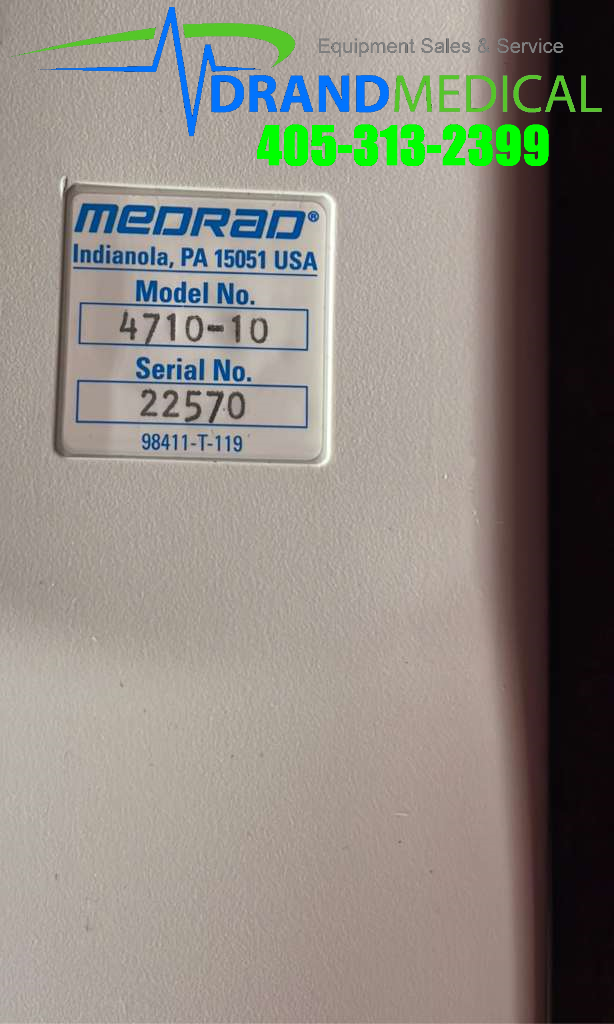 Equipment Sales & Service
DRANDMEDICAL
405-313-2399
MEDRAD®
Indianola, PA 15051 USA
Model No.
4710-10
Serial No.
22570
98411-T-119